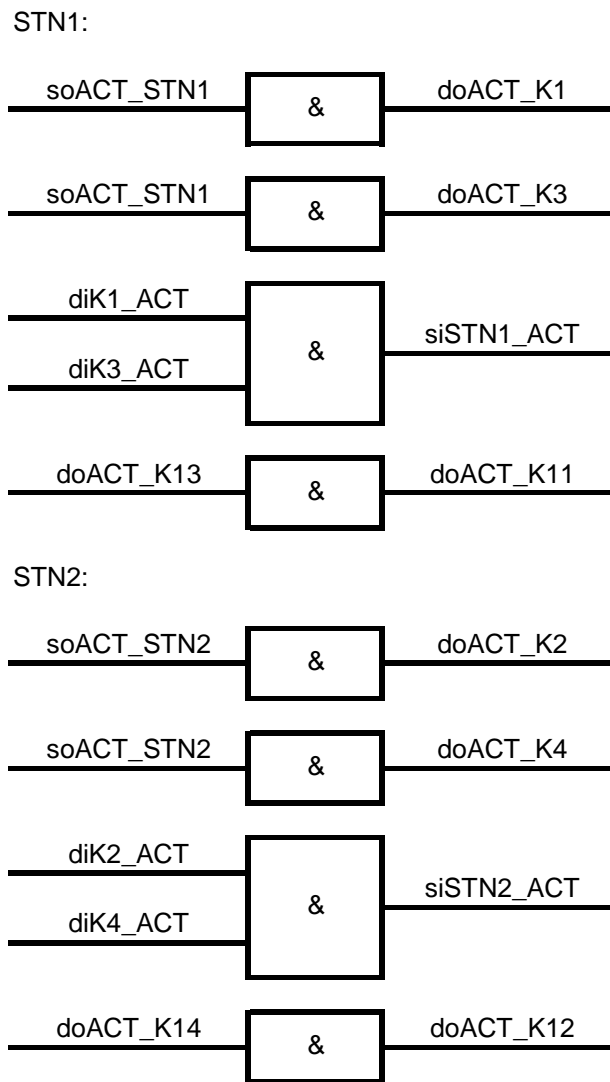 STN1:
soACT_STN1 & doACT_K1
soACT_STN1 & doACT_K3
diK1_ACT
& siSTN1_ACT
diK3_ACT
doACT_K13 & doACT_K11
STN2:
soACT_STN2 & doACT_K2
soACT_STN2 & doACT_K4
diK2_ACT
& siSTN2_ACT
diK4_ACT
doACT_K14 & doACT_K12